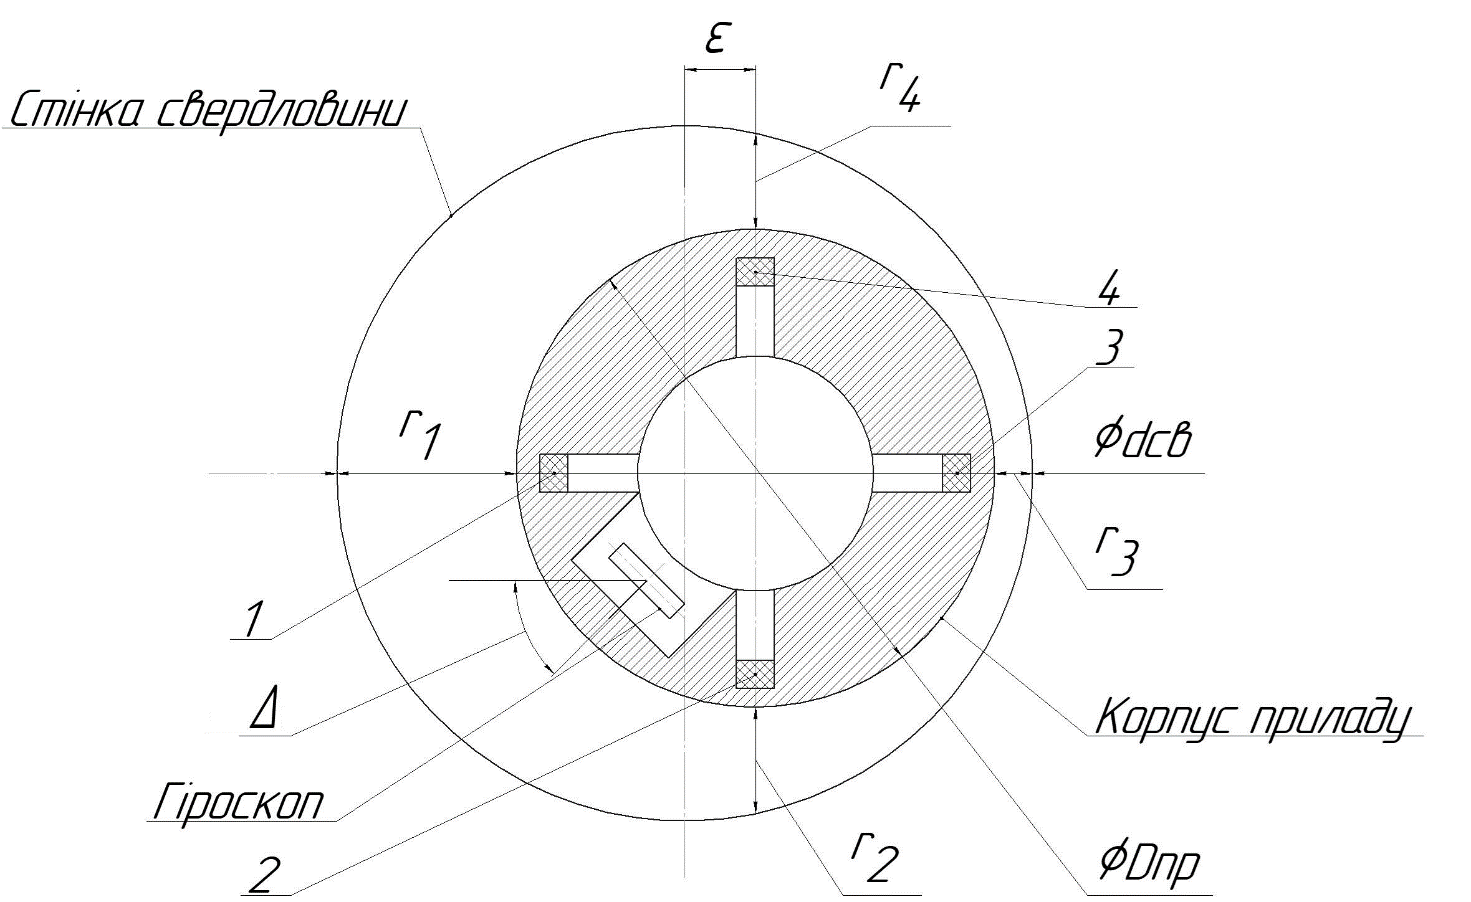 ε
r4
Стінка свердловини
4
3
r1
ϕdсв
r3
1
Δ
Корпус приладу
Гіроскоп
r2
2
ϕDпр